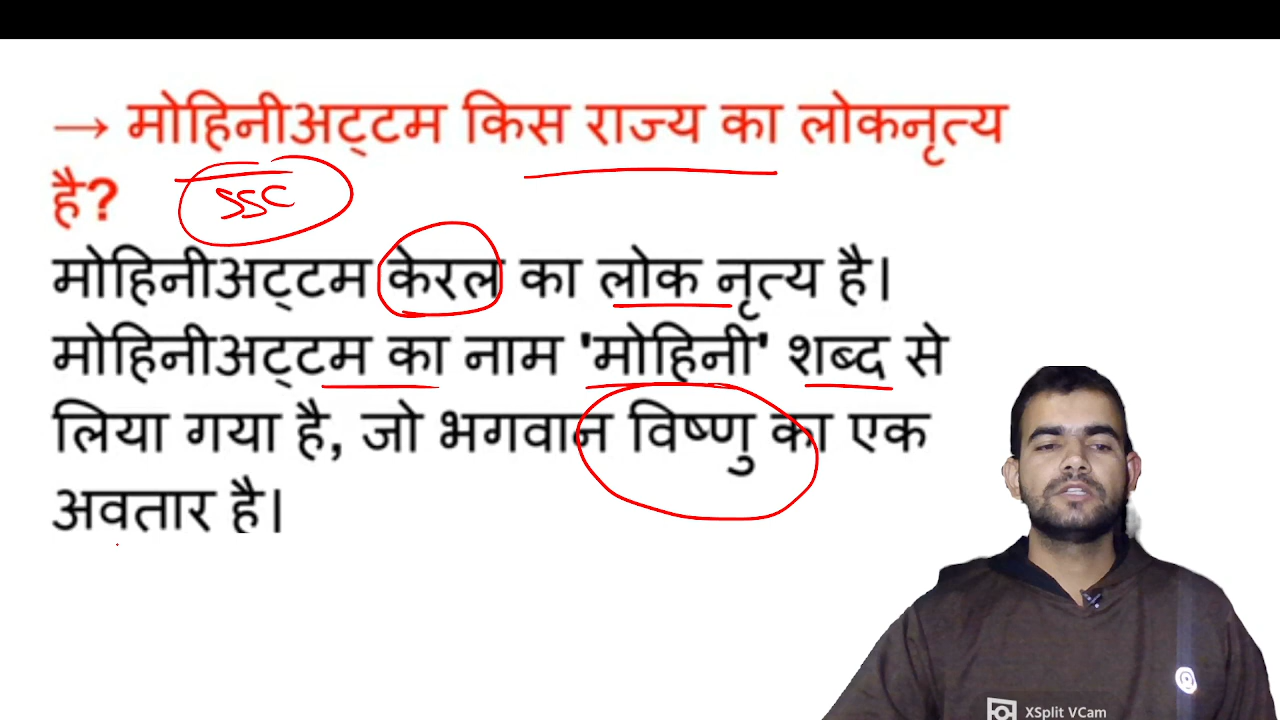 → मोहिनीअट्टम किस राज्य का लोकनृत्य
है?
SSC
मोहिनीअट्टम केरल का लोक नृत्य है।
मोहिनीअट्टम का नाम 'मोहिनी' शब्द से
लिया गया है, जो भगवान विष्णु का एक
अवतार है।
XSplit VCam